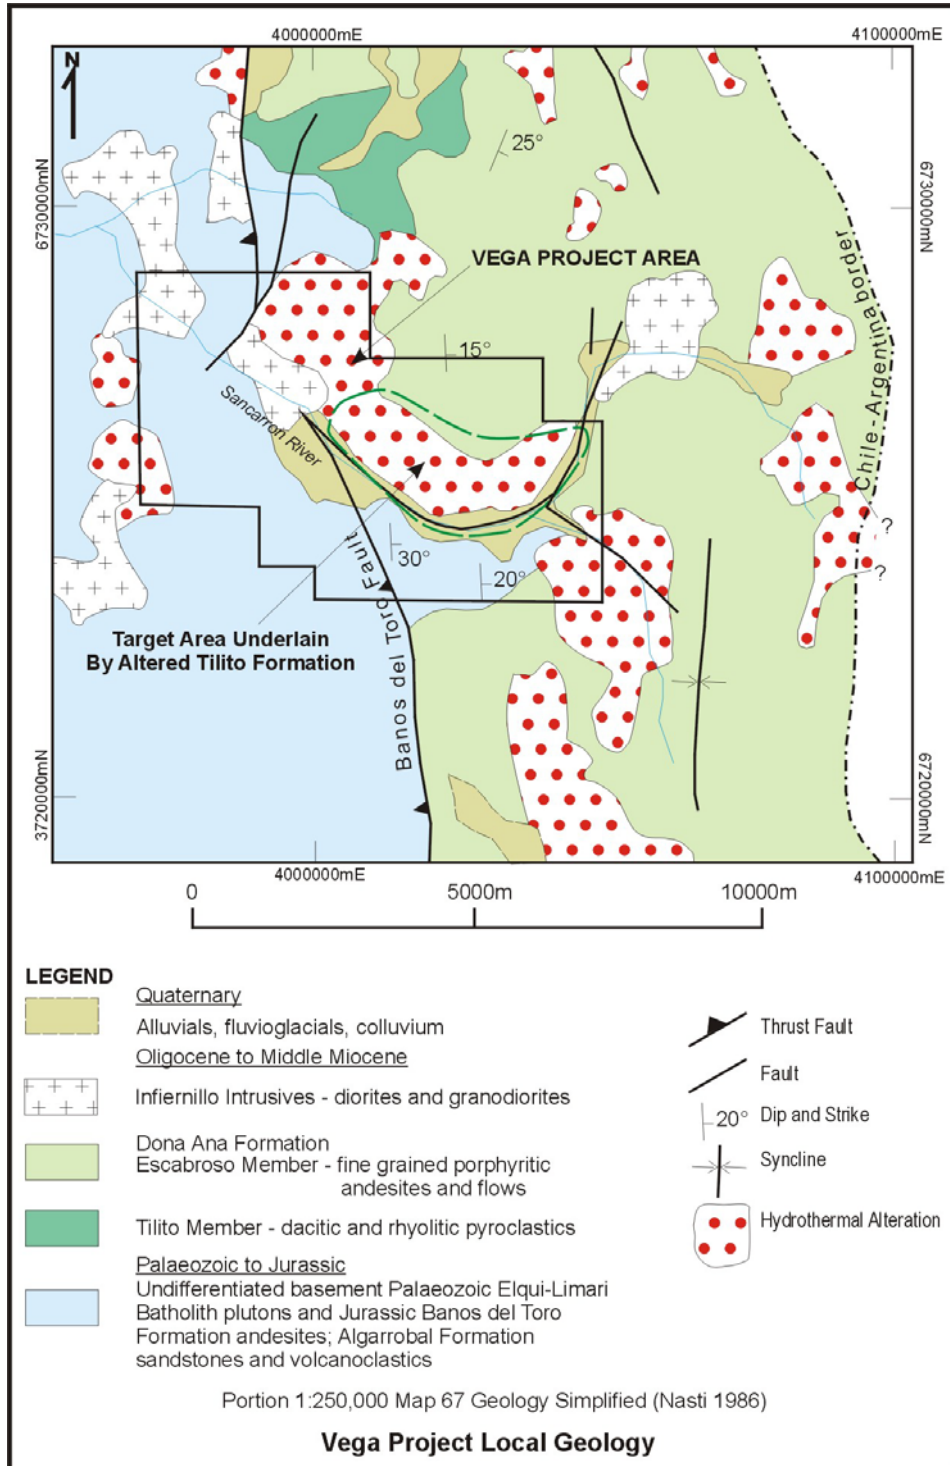 4000000mE
4100000mE
N
6730000mN
6730000mN
25°
VEGA PROJECT AREA
Chile-Argentina border
15°
Sancarron River
?
30°
20°
?
Target Area Underlain
By Altered Tilito Formation
Banos del Toro Fault
3720000mN
6720000mN
4000000mE
4100000mE
0
5000m
10000m
LEGEND
Quaternary
Alluvials, fluvioglacials, colluvium
Oligocene to Middle Miocene
Infiernillo Intrusives - diorites and granodiorites
Dona Ana Formation
Escabroso Member - fine grained porphyritic
andesites and flows
Tilito Member - dacitic and rhyolitic pyroclastics
Palaeozoic to Jurassic
Undifferentiated basement Palaeozoic Elqui-Limari
Batholith plutons and Jurassic Banos del Toro
Formation andesites; Algarrobal Formation
sandstones and volcanoclastics
Thrust Fault
Fault
20°
Dip and Strike
Syncline
Hydrothermal Alteration
Portion 1:250,000 Map 67 Geology Simplified (Nasti 1986)
Vega Project Local Geology